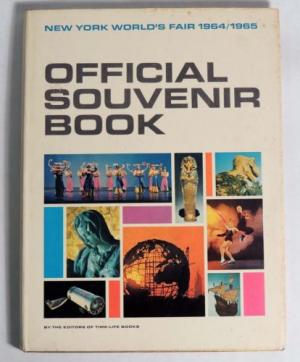 NEW YORK WORLD'S FAIR 1964/1965
OFFICIAL
SOUVENIR
BOOK
BY THE EDITORS OF TIME-LIFE BOOKS